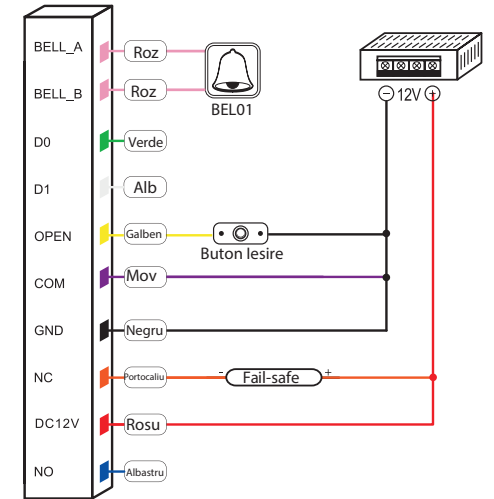 BELL_A
Roz
BELL_B
Roz
BEL01
- 12V +
D0
Verde
D1
Alb
OPEN
Galben
Buton Iesire
COM
Mov
GND
Negru
NC
Portocaliu
- Fail-safe +
DC12V
Rosu
NO
Albastru